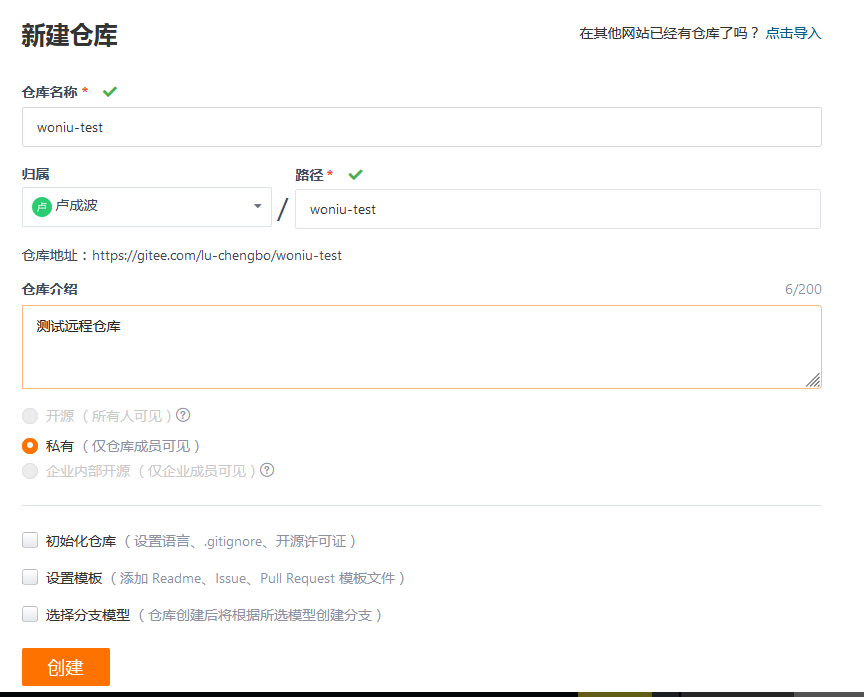 新建仓库
在其他网站已经有仓库了吗？ 点击导入
仓库名称 *
woniu-test
归属
路径 *
卢 卢成波
/
woniu-test
仓库地址：https://gitee.com/lu-chengbo/woniu-test
仓库介绍
6/200
测试远程仓库
开源（所有人可见）?
私有（仅仓库成员可见）
企业内部开源（仅企业成员可见）?
初始化仓库（设置语言、.gitignore、开源许可证）
设置模板（添加 Readme、Issue、Pull Request 模板文件）
选择分支模型（仓库创建后将根据所选模型创建分支）
创建